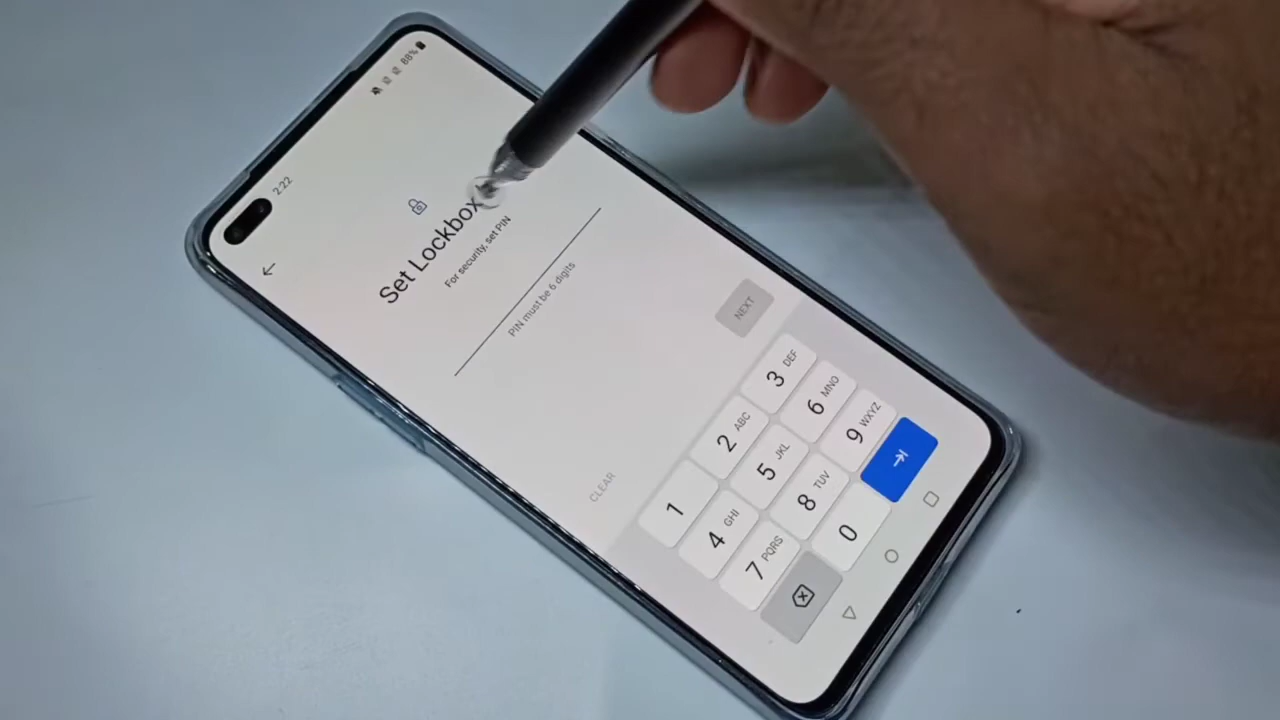 2:22
88%
Set Lockbox
For security, set PIN
PIN must be 6 digits
CLEAR
NEXT
1
2 ABC
3 DEF
4 GHI
5 JKL
6 MNO
7 PQRS
8 TUV
9 WXYZ
0